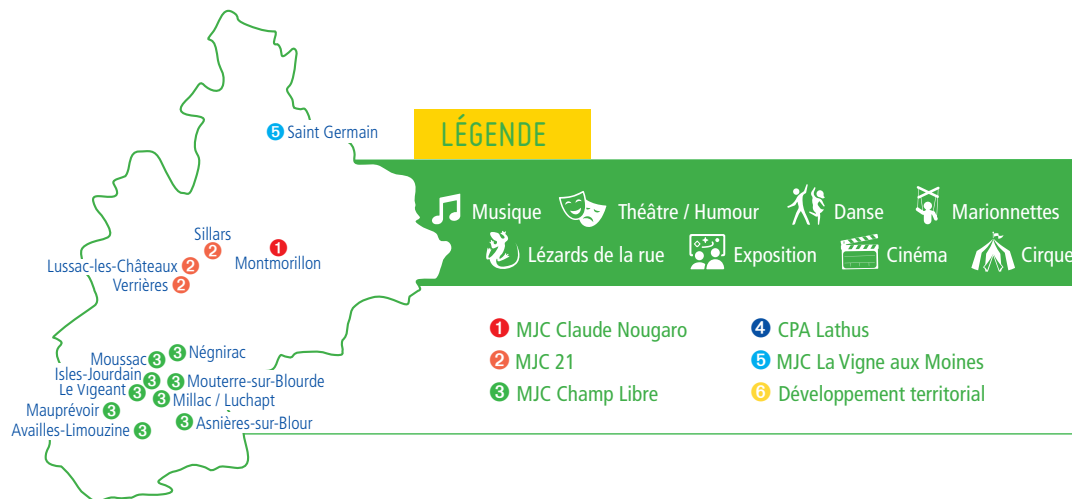 5 Saint Germain
Sillars
2
1
Montmorillon
Lussac-les-Châteaux 2
Verrières 2
Moussac 3
3 Négnirac
Isles-Jourdain 3
3 Mouterre-sur-Blourde
Le Vigeant 3
3 Millac / Luchapt
Mauprévoir 3
3 Asnières-sur-Blour
Availles-Limouzine 3
LÉGENDE
Musique Théâtre / Humour Danse Marionnettes
Lézards de la rue Exposition Cinéma Cirque
1 MJC Claude Nougaro
2 MJC 21
3 MJC Champ Libre
4 CPA Lathus
5 MJC La Vigne aux Moines
6 Développement territorial